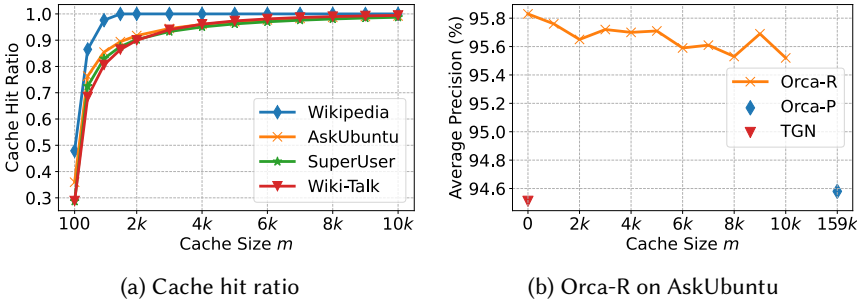 1.0
0.9
0.8
0.7
0.6
0.5
0.4
0.3
Cache Hit Ratio
Wikipedia
AskUbuntu
SuperUser
Wiki-Talk
100 2k 4k 6k 8k 10k
Cache Size m
(a) Cache hit ratio
95.8
95.6
95.4
95.2
95.0
94.8
94.6
Average Precision (%)
Orca-R
Orca-P
TGN
0 2k 4k 6k 8k 10k 159k
Cache Size m
(b) Orca-R on AskUbuntu